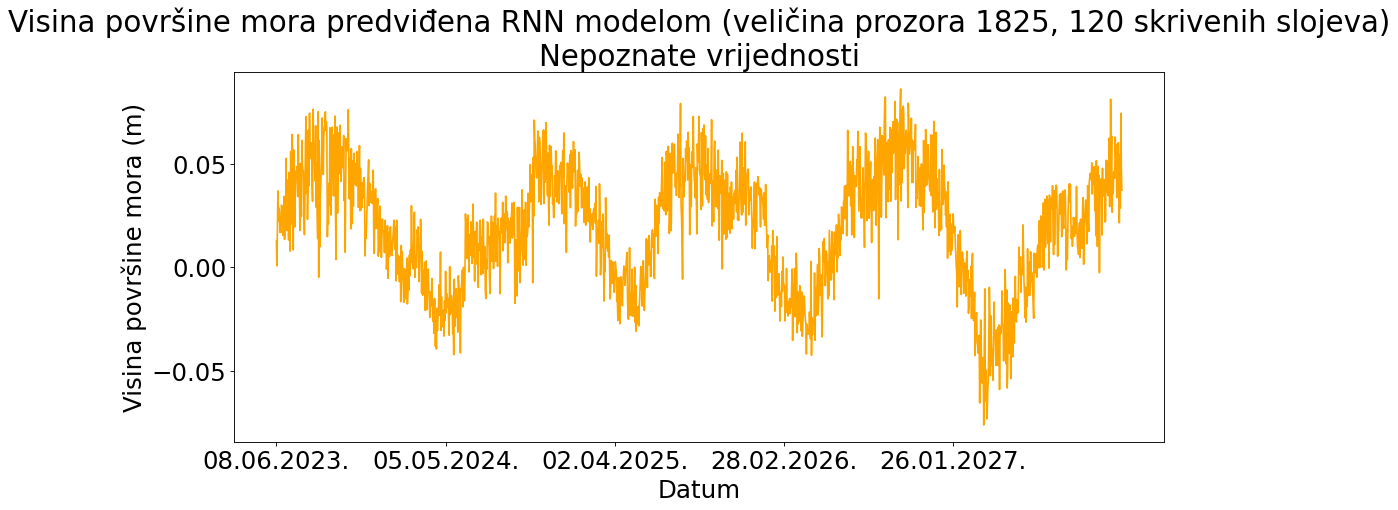 Visina površine mora predviđena RNN modelom (veličina prozora 1825, 120 skrivenih slojeva)
Nepoznate vrijednosti
Visina površine mora (m)
0.05
0.00
−0.05
08.06.2023. 05.05.2024. 02.04.2025. 28.02.2026. 26.01.2027.
Datum